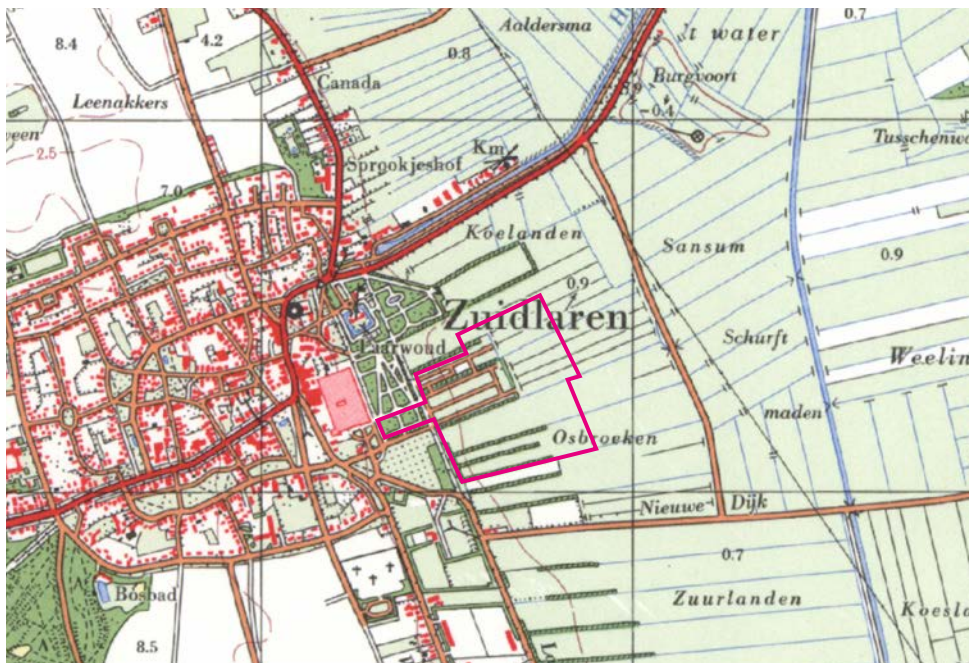 0.7
Aaldersma
't water
8.4
4.2
0.8
Burgvoort
Canada
Leenakkers
-0.4
een
Tusschenwa
2.5
Km
Sprookjeshof
7.0
Koelanden
Sansum
0.9
0.9
Zuidlaren
Schurft
Laarwoud
Weelin
maden
Osbroeken
Nieuwe Dijk
0.7
Bosbad
Zuurlanden
Koesla
8.5